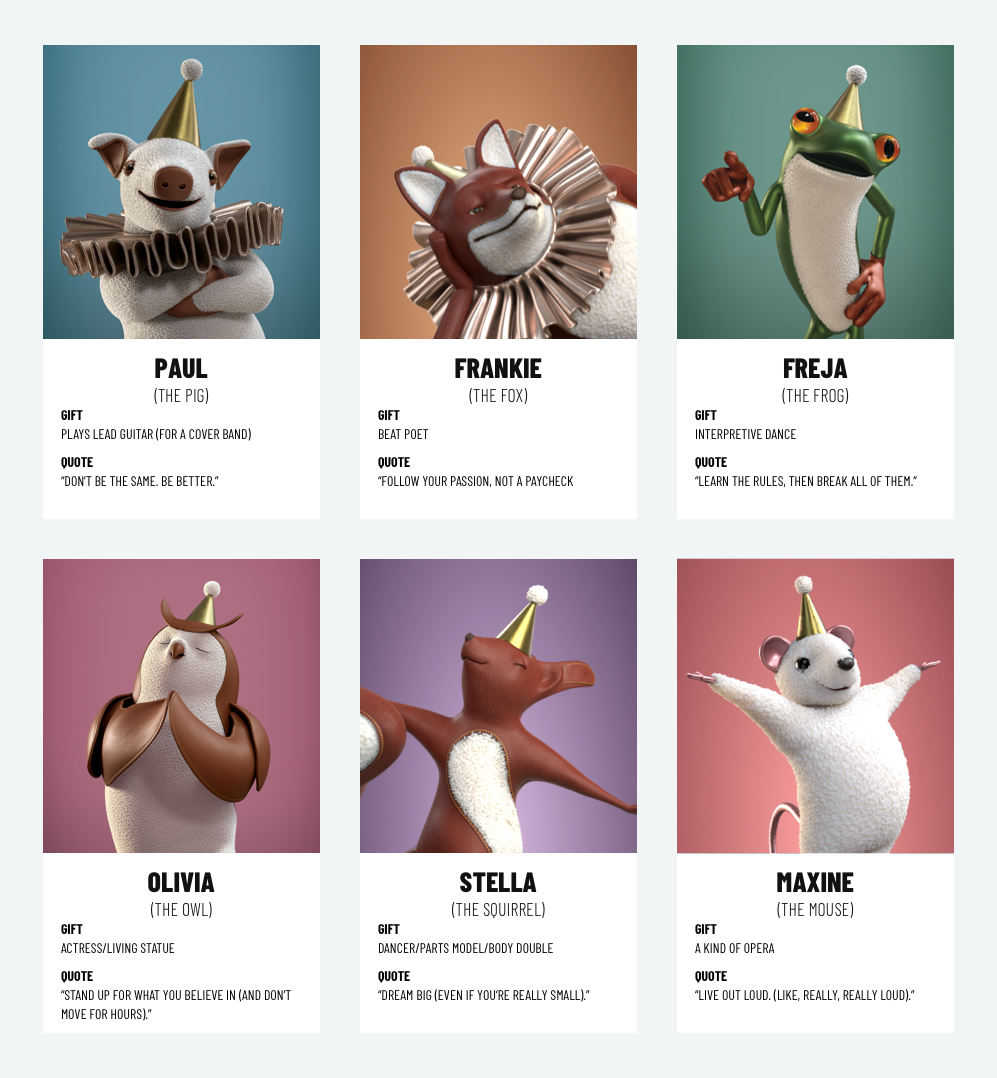 PAUL
(THE PIG)
GIFT
PLAYS LEAD GUITAR (FOR A COVER BAND)
QUOTE
“DON’T BE THE SAME. BE BETTER.”
FRANKIE
(THE FOX)
GIFT
BEAT POET
QUOTE
“FOLLOW YOUR PASSION, NOT A PAYCHECK
FREJA
(THE FROG)
GIFT
INTERPRETIVE DANCE
QUOTE
“LEARN THE RULES, THEN BREAK ALL OF THEM.”
OLIVIA
(THE OWL)
GIFT
ACTRESS/LIVING STATUE
QUOTE
“STAND UP FOR WHAT YOU BELIEVE IN (AND DON’T
MOVE FOR HOURS).”
STELLA
(THE SQUIRREL)
GIFT
DANCER/PARTS MODEL/BODY DOUBLE
QUOTE
“DREAM BIG (EVEN IF YOU’RE REALLY SMALL).”
MAXINE
(THE MOUSE)
GIFT
A KIND OF OPERA
QUOTE
“LIVE OUT LOUD. (LIKE, REALLY, REALLY LOUD).”